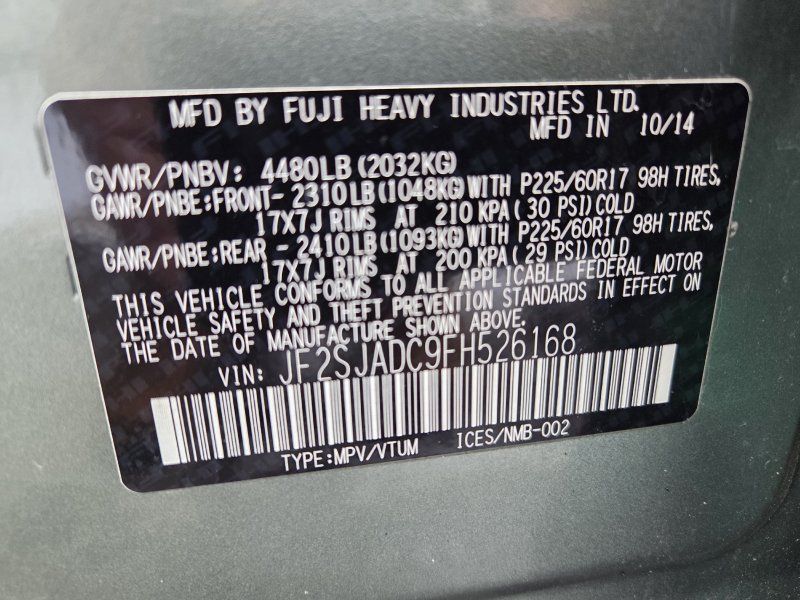 MFD BY FUJI HEAVY INDUSTRIES LTD.
MFD IN 10/14
GVWR/PNBV: 4480LB(2032KG)
GAWR/PNBE:FRONT- 2310LB(1048KG)WITH P225/60R17 98H TIRES,
17X7J RIMS AT 210 KPA(30 PSI)COLD
GAWR/PNBE:REAR - 2410LB(1093KG)WITH P225/60R17 98H TIRES,
17X7J RIMS AT 200 KPA(29 PSI)COLD
THIS VEHICLE CONFORMS TO ALL APPLICABLE FEDERAL MOTOR
VEHICLE SAFETY AND THEFT PREVENTION STANDARDS IN EFFECT ON
THE DATE OF MANUFACTURE SHOWN ABOVE.
VIN: JF2SJADC9FH526168
TYPE:MPV/VTUM ICES/NMB-002